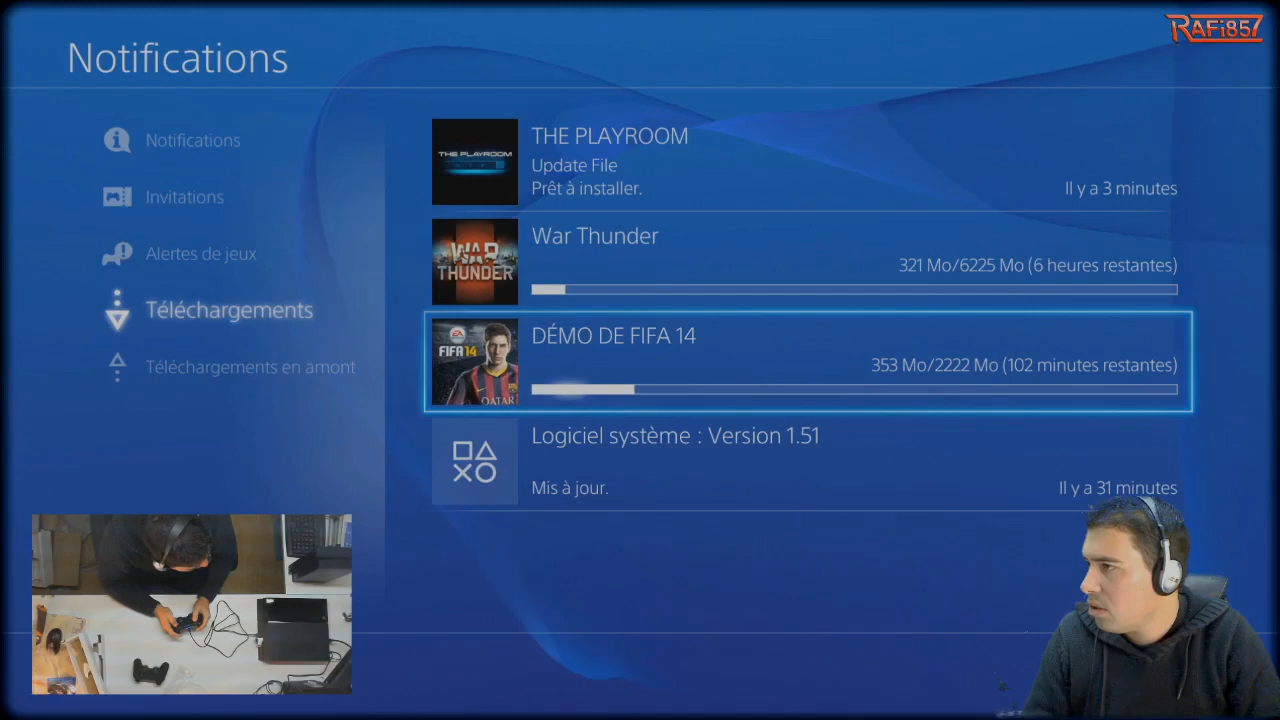 RAFi857
Notifications
Notifications
Invitations
Alertes de jeux
Téléchargements
Téléchargements en amont
THE PLAYROOM
THE PLAYROOM
Update File
Prêt à installer.
Il y a 3 minutes
WAR
THUNDER
War Thunder
321 Mo/6225 Mo (6 heures restantes)
EA
FIFA 14
QATAR
DÉMO DE FIFA 14
353 Mo/2222 Mo (102 minutes restantes)
Logiciel système : Version 1.51
Mis à jour.
Il y a 31 minutes